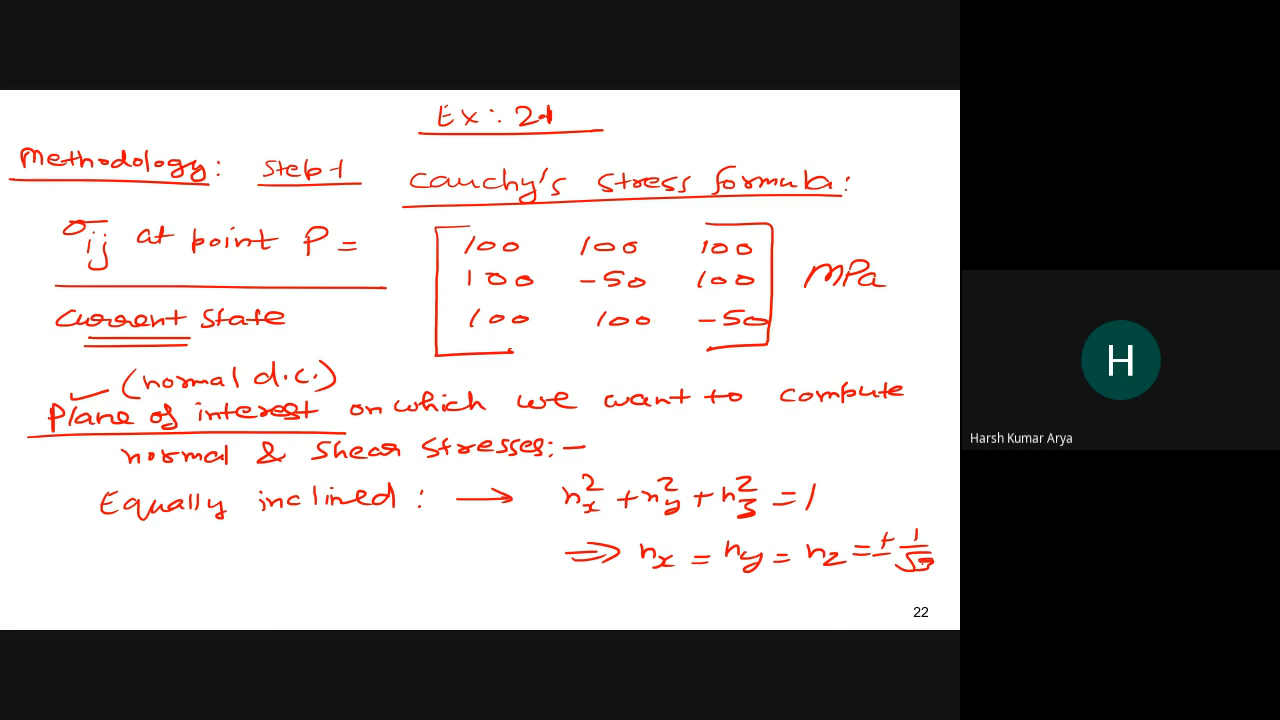 Ex: 21
Methodology: Step-1 Cauchy's stress formula:
σij at point P = [100 100 100
100 -50 100
100 100 -50] MPa
current state
(normal d.c.)
Plane of interest on which we want to compute
normal & shear stresses:-
Equally inclined: → nx² + ny² + nz² = 1
⇒ nx = ny = nz = ± 1/√3
22
H
Harsh Kumar Arya